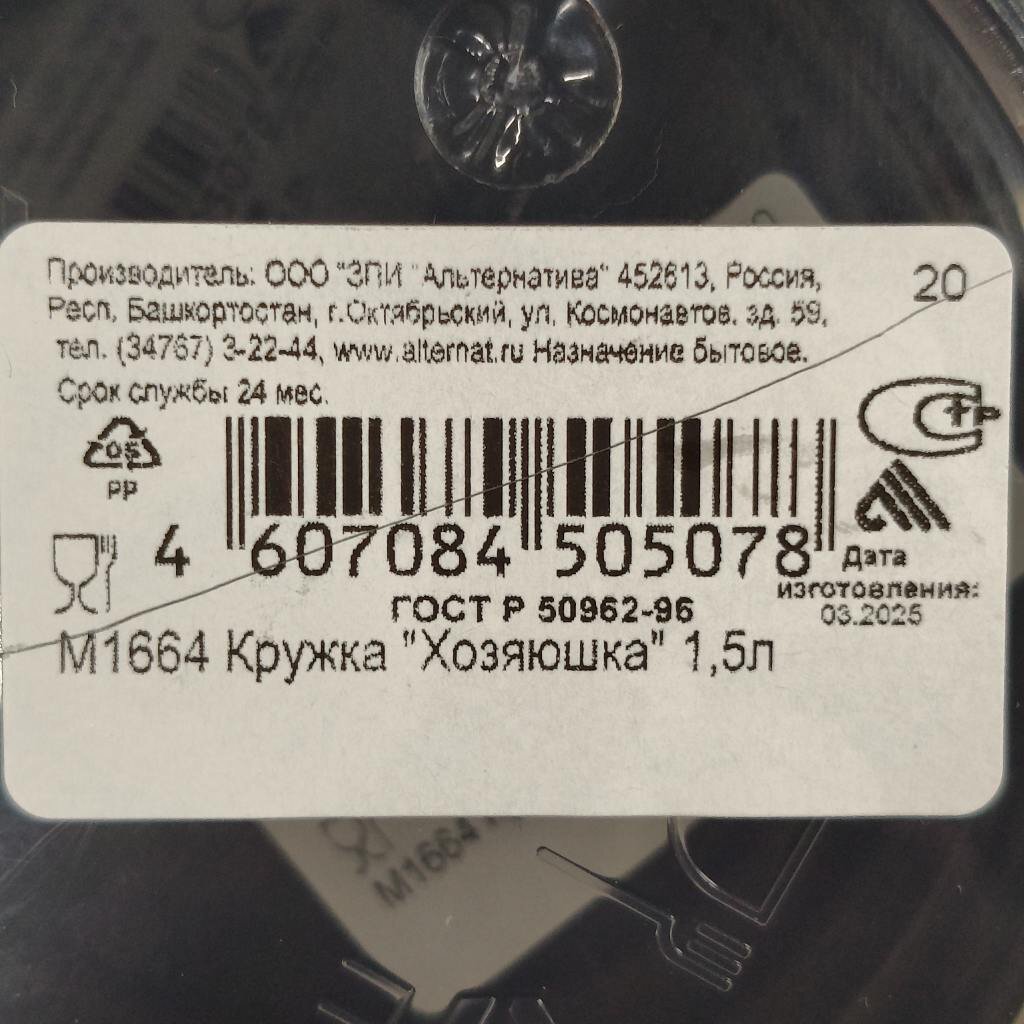 Производитель: ООО "ЗПИ "Альтернатива" 452613, Россия,
20
Респ. Башкортостан, г.Октябрьский, ул. Космонавтов. зд. 59,
тел. (34767) 3-22-44, www.alternat.ru Назначение бытовое.
Срок службы 24 мес.
05
PP
4 607084 505078
Дата
изготовления:
03.2025
ГОСТ Р 50962-96
М1664 Кружка "Хозяюшка" 1,5л
М1664